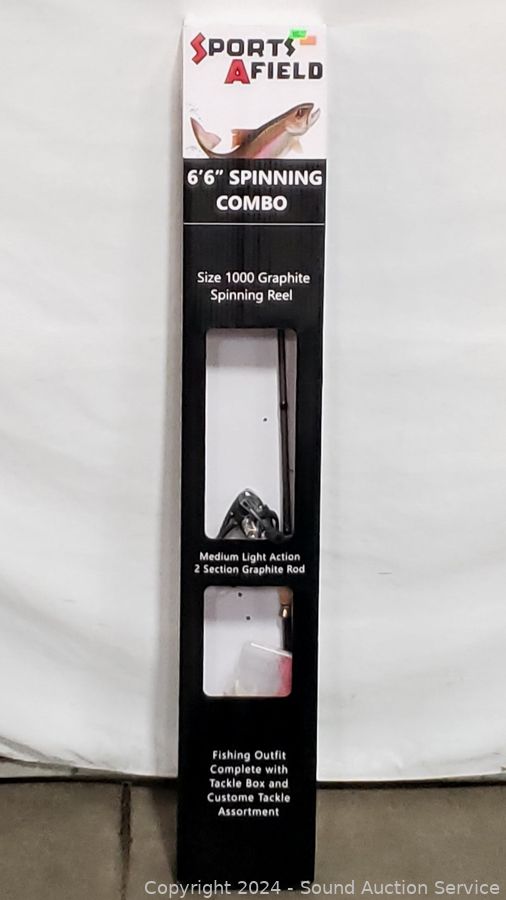 SPORTS
AFIELD
6'6" SPINNING
COMBO
Size 1000 Graphite
Spinning Reel
Medium Light Action
2 Section Graphite Rod
Fishing Outfit
Complete with
Tackle Box and
Custome Tackle
Assortment
Copyright 2024 - Sound Auction Service